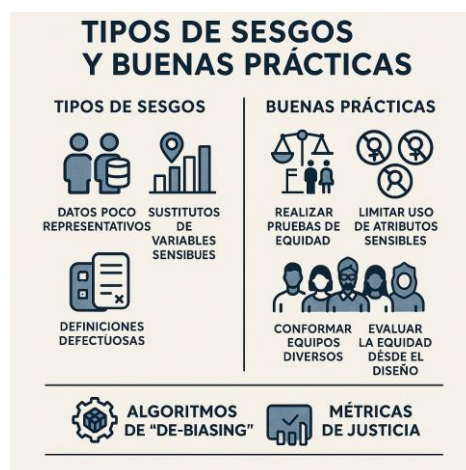 TIPOS DE SESGOS
Y BUENAS PRÁCTICAS
TIPOS DE SESGOS
DATOS POCO
REPRESENTATIVOS
SUSTITUTOS
DE
VARIABLES
SENSIBUES
DEFINICIONES
DEFECTUOSAS
BUENAS PRÁCTICAS
REALIZAR
PRUEBAS DE
EQUIDAD
LIMITAR USO
DE ATRIBUTOS
SENSIBLES
CONFORMAR
EQUIPOS
DIVERSOS
EVALUAR
LA EQUIDAD
DÉSDE EL
DISEÑO
ALGORITMOS
DE "DE-BIASING"
MÉTRICAS
DE JUSTICIA